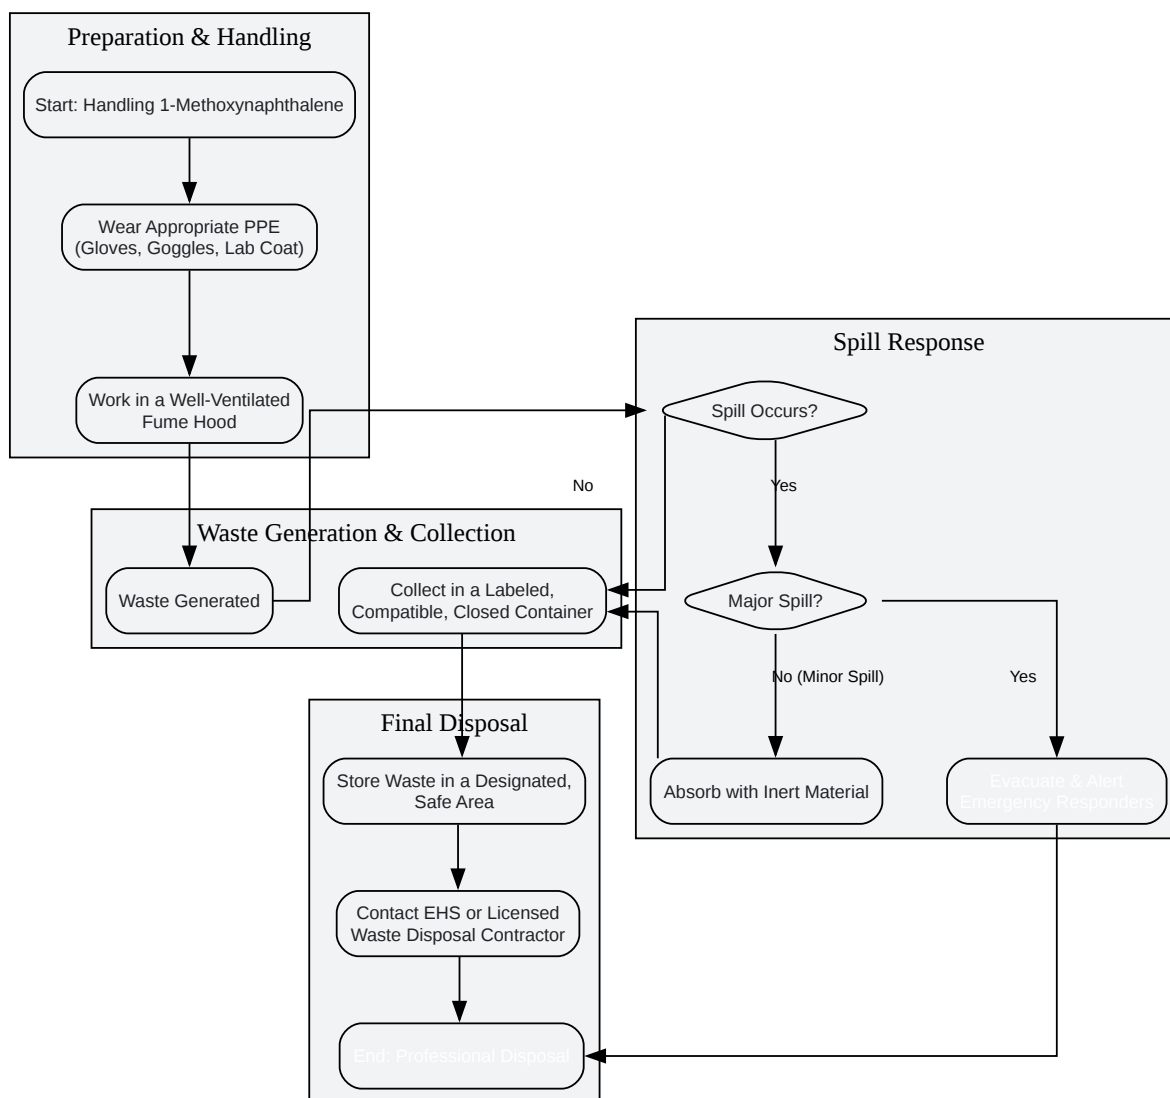 Preparation & Handling
Start: Handling 1-Methoxynaphthalene
Wear Appropriate PPE
(Gloves, Goggles, Lab Coat)
Work in a Well-Ventilated
Fume Hood
Spill Response
Spill Occurs?
No
Yes
Waste Generation & Collection
Waste Generated
Collect in a Labeled,
Compatible, Closed Container
Major Spill?
No (Minor Spill)
Yes
Final Disposal
Store Waste in a Designated,
Safe Area
Absorb with Inert Material
Evacuate & Alert
Emergency Responders
Contact EHS or Licensed
Waste Disposal Contractor
End: Professional Disposal